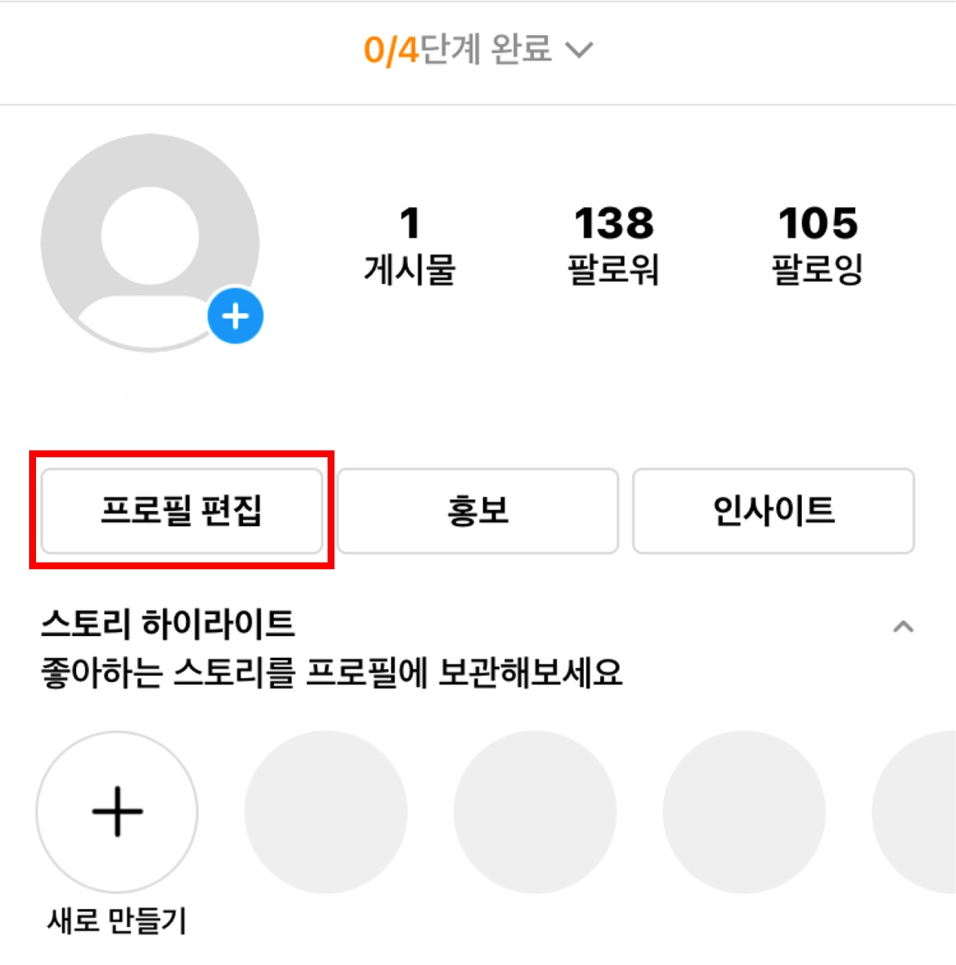 0/4단계 완료
1 138 105
게시물 팔로워 팔로잉
프로필 편집 홍보 인사이트
스토리 하이라이트
좋아하는 스토리를 프로필에 보관해보세요
새로 만들기